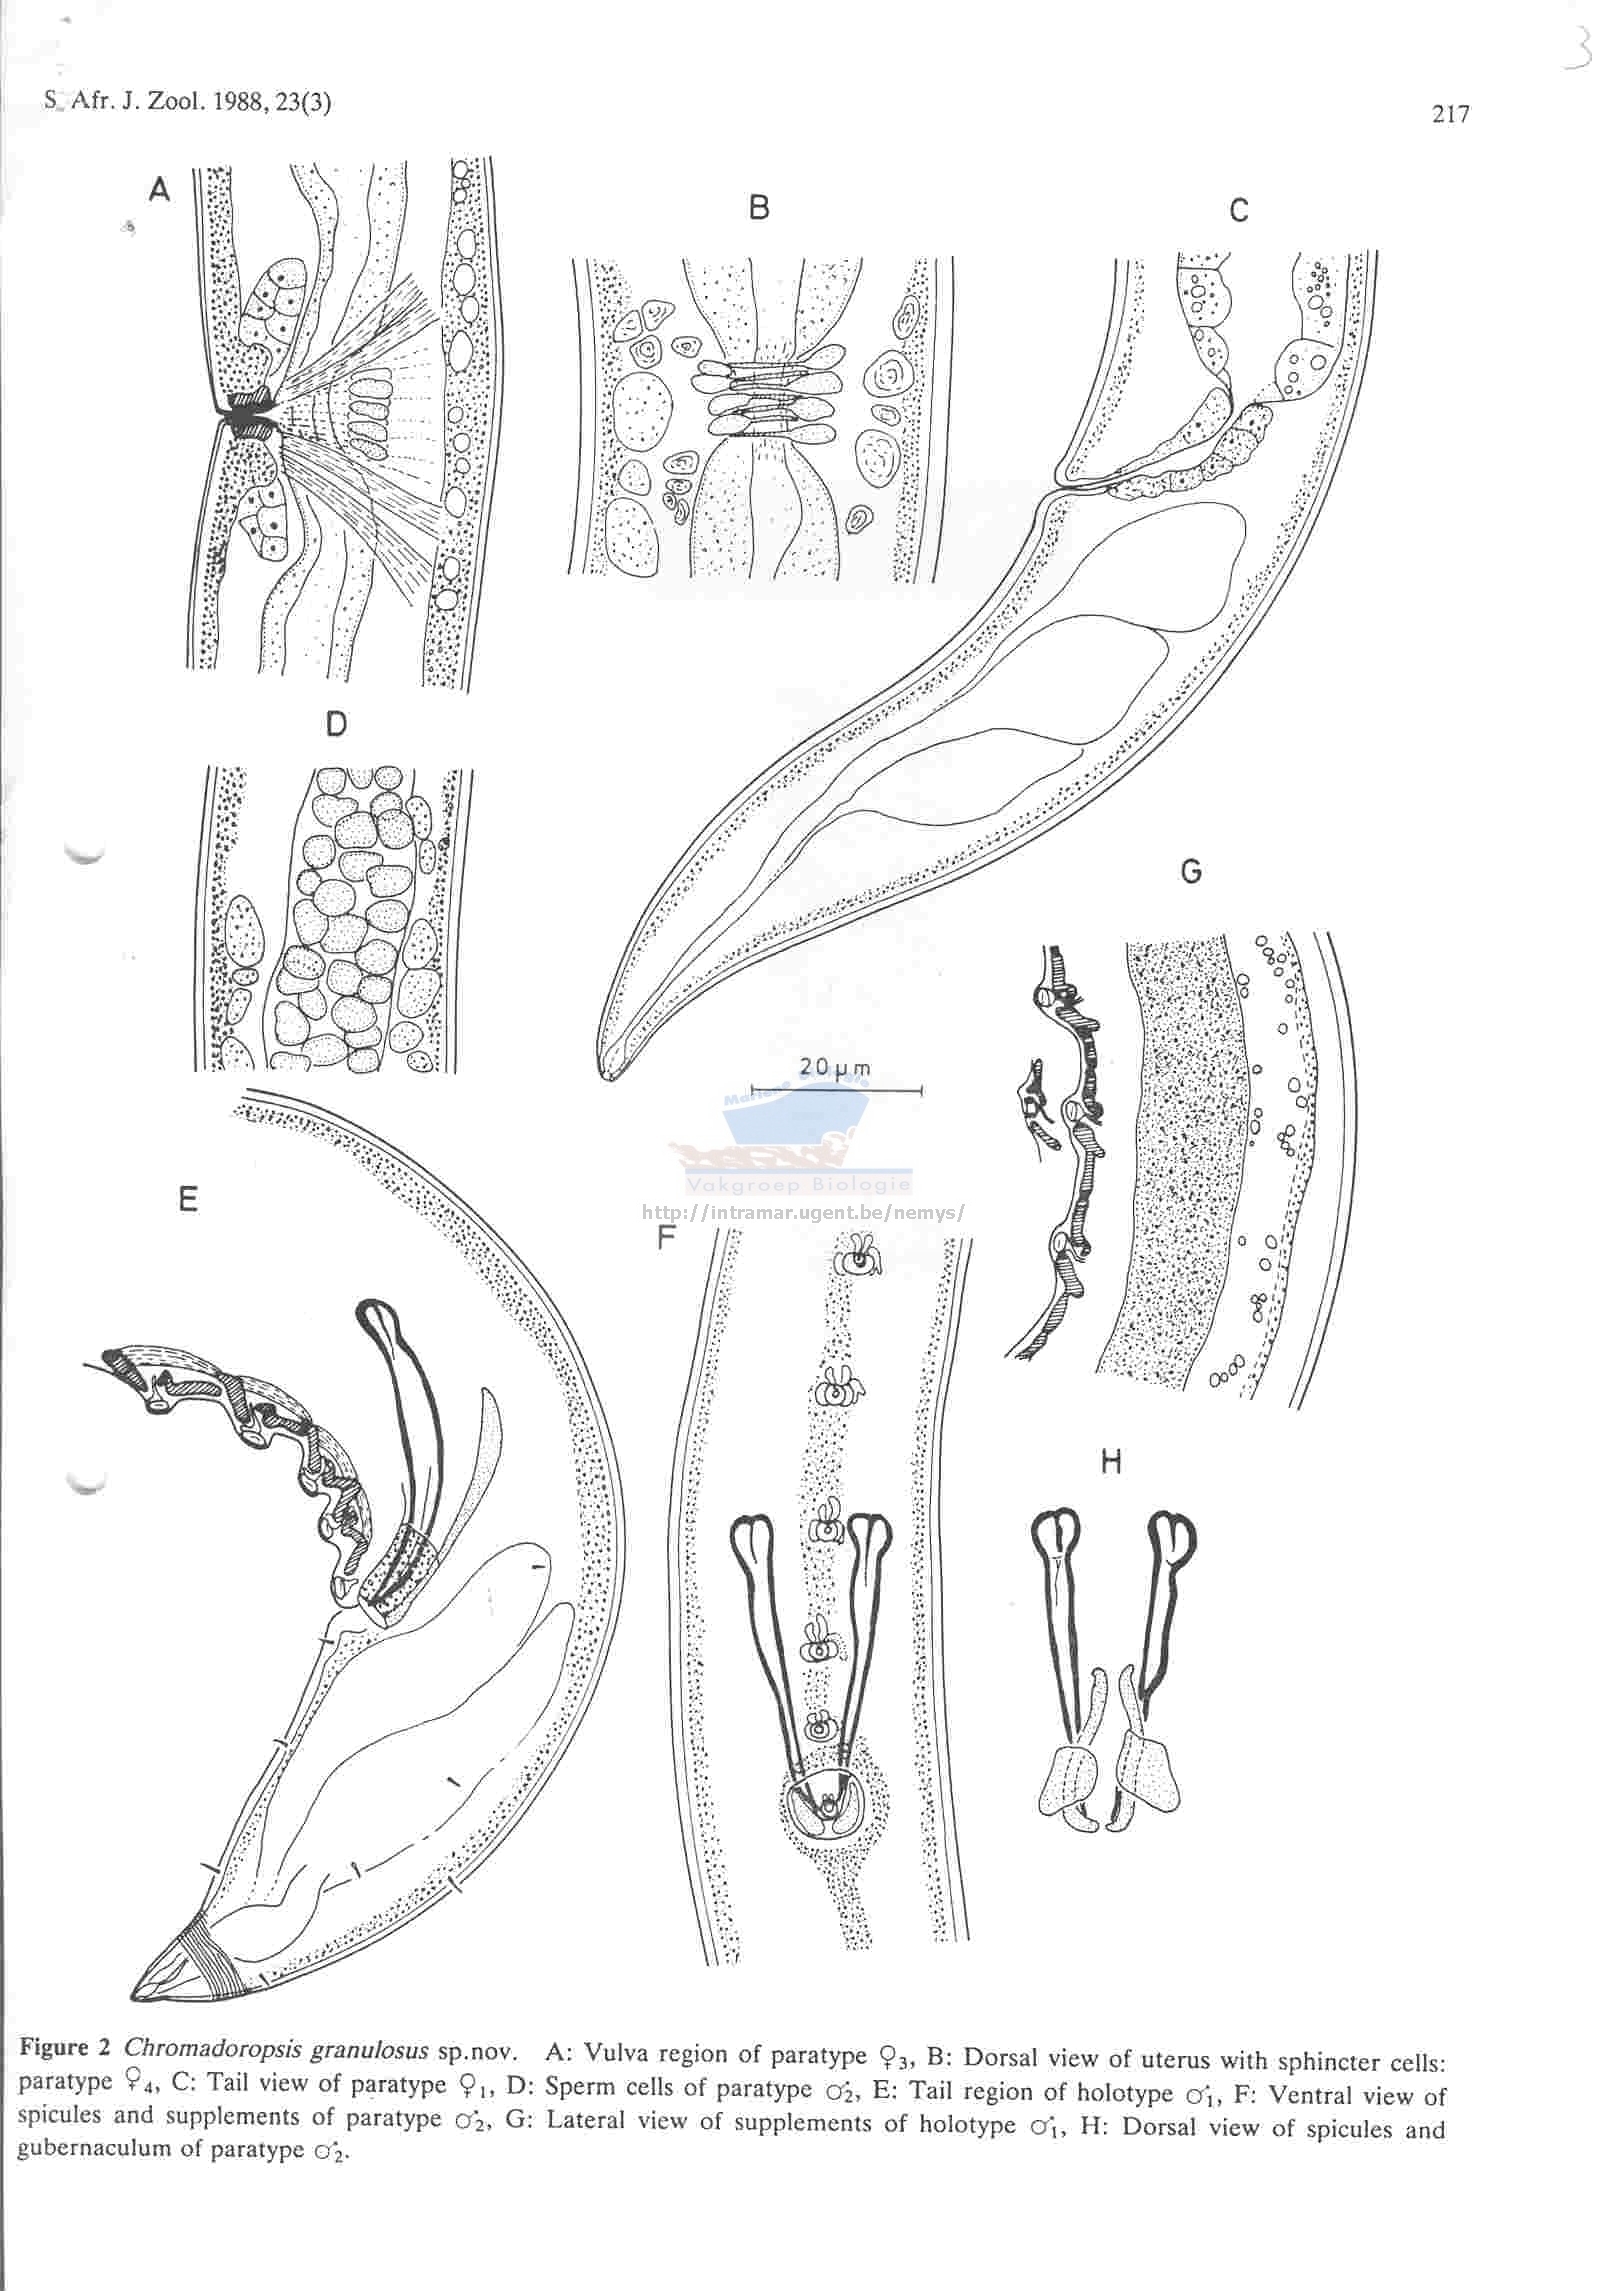 3
S. Afr. J. Zool. 1988, 23(3)
217
A
B
C
D
G
20 µm
Vakgroep Biologie
http://intramar.ugent.be/nemys/
E
F
H
Figure 2 Chromadoropsis granulosus sp.nov. A: Vulva region of paratype ♀3, B: Dorsal view of uterus with sphincter cells:
paratype ♀4, C: Tail view of paratype ♀1, D: Sperm cells of paratype ♂2, E: Tail region of holotype ♂1, F: Ventral view of
spicules and supplements of paratype ♂2, G: Lateral view of supplements of holotype ♂1, H: Dorsal view of spicules and
gubernaculum of paratype ♂2.